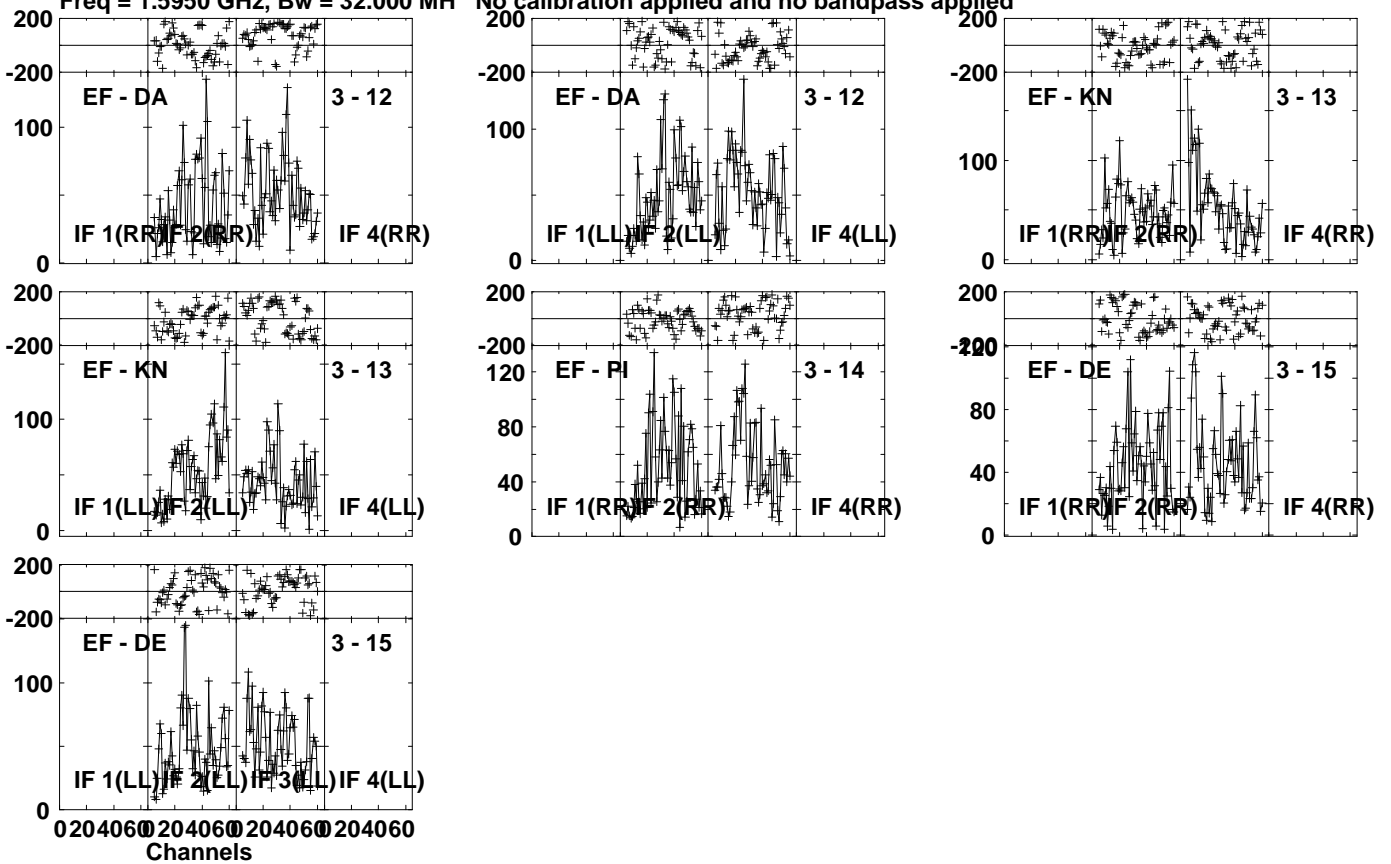 Freq = 1.5950 GHz, Bw = 32.000 MH No calibration applied and no bandpass applied
200
-200
EF - DA 3 - 12
100
0
IF 1(RR) IF 2(RR) IF 4(RR)
200
-200
EF - DA 3 - 12
100
0
IF 1(LL) IF 2(LL) IF 4(LL)
200
-200
EF - KN 3 - 13
100
0
IF 1(RR) IF 2(RR) IF 4(RR)
200
-200
EF - KN 3 - 13
100
0
IF 1(LL) IF 2(LL) IF 4(LL)
200
-200
EF - PI 3 - 14
120
80
40
0
IF 1(RR) IF 2(RR) IF 4(RR)
200
-200
120
EF - DE 3 - 15
80
40
0
IF 1(RR) IF 2(RR) IF 4(RR)
200
-200
EF - DE 3 - 15
100
0
IF 1(LL) IF 2(LL) IF 3(LL) IF 4(LL)
0 20 40 60 0 20 40 60 0 20 40 60 0 20 40 60
Channels